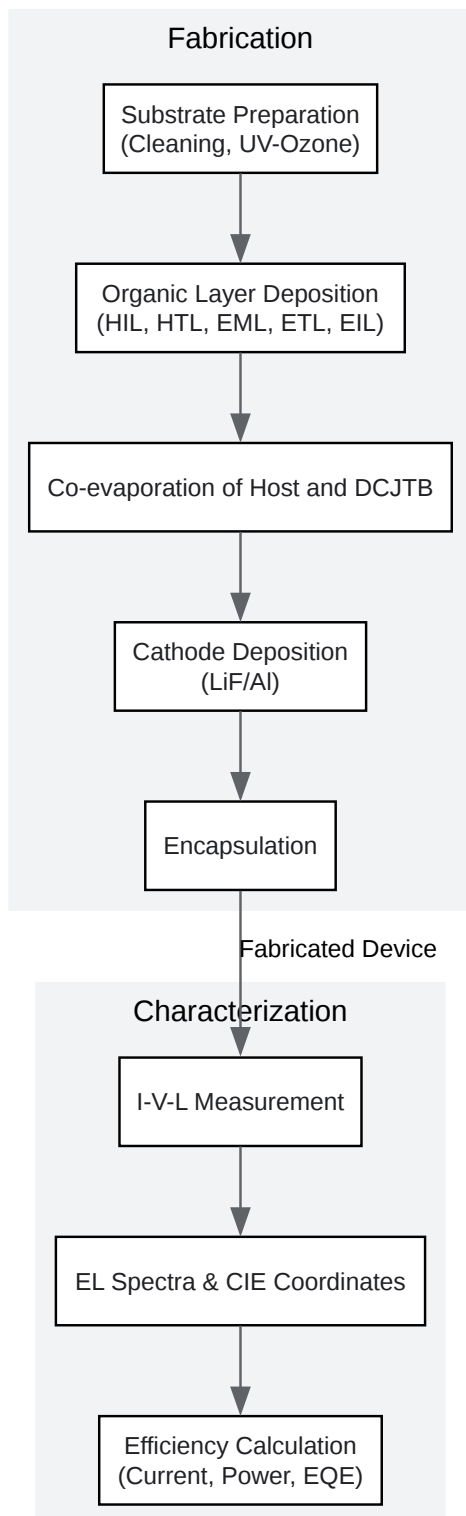 Fabrication
Substrate Preparation
(Cleaning, UV-Ozone)
Organic Layer Deposition
(HIL, HTL, EML, ETL, EIL)
Co-evaporation of Host and DCJTB
Cathode Deposition
(LiF/Al)
Encapsulation
Fabricated Device
Characterization
I-V-L Measurement
EL Spectra & CIE Coordinates
Efficiency Calculation
(Current, Power, EQE)